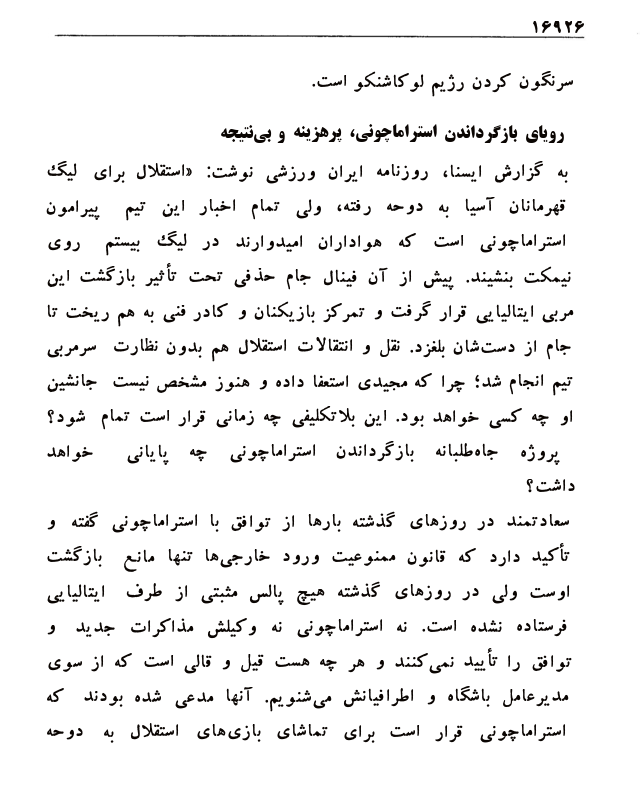 ۱۶۹۲۶
سرنگون کردن رژیم لوکاشنکو است.
رویای بازگرداندن استراماچونی، پرهزینه و بی‌نتیجه
به گزارش ایسنا، روزنامه ایران ورزشی نوشت: «استقلال برای لیگ
قهرمانان آسیا به دوحه رفته، ولی تمام اخبار این تیم پیرامون
استراماچونی است که هواداران امیدوارند در لیگ بیستم روی
نیمکت بنشیند. پیش از آن فینال جام حذفی تحت تأثیر بازگشت این
مربی ایتالیایی قرار گرفت و تمرکز بازیکنان و کادر فنی به هم ریخت تا
جام از دست‌شان بلغزد. نقل و انتقالات استقلال هم بدون نظارت سرمربی
تیم انجام شد؛ چرا که مجیدی استعفا داده و هنوز مشخص نیست جانشین
او چه کسی خواهد بود. این بلاتکلیفی چه زمانی قرار است تمام شود؟
پروژه جاه‌طلبانه بازگرداندن استراماچونی چه پایانی خواهد
داشت؟
سعادتمند در روزهای گذشته بارها از توافق با استراماچونی گفته و
تأکید دارد که قانون ممنوعیت ورود خارجی‌ها تنها مانع بازگشت
اوست ولی در روزهای گذشته هیچ پالس مثبتی از طرف ایتالیایی
فرستاده نشده است. نه استراماچونی نه وکیلش مذاکرات جدید و
توافق را تأیید نمی‌کنند و هر چه هست قیل و قالی است که از سوی
مدیرعامل باشگاه و اطرافیانش می‌شنویم. آنها مدعی شده بودند که
استراماچونی قرار است برای تماشای بازی‌های استقلال به دوحه